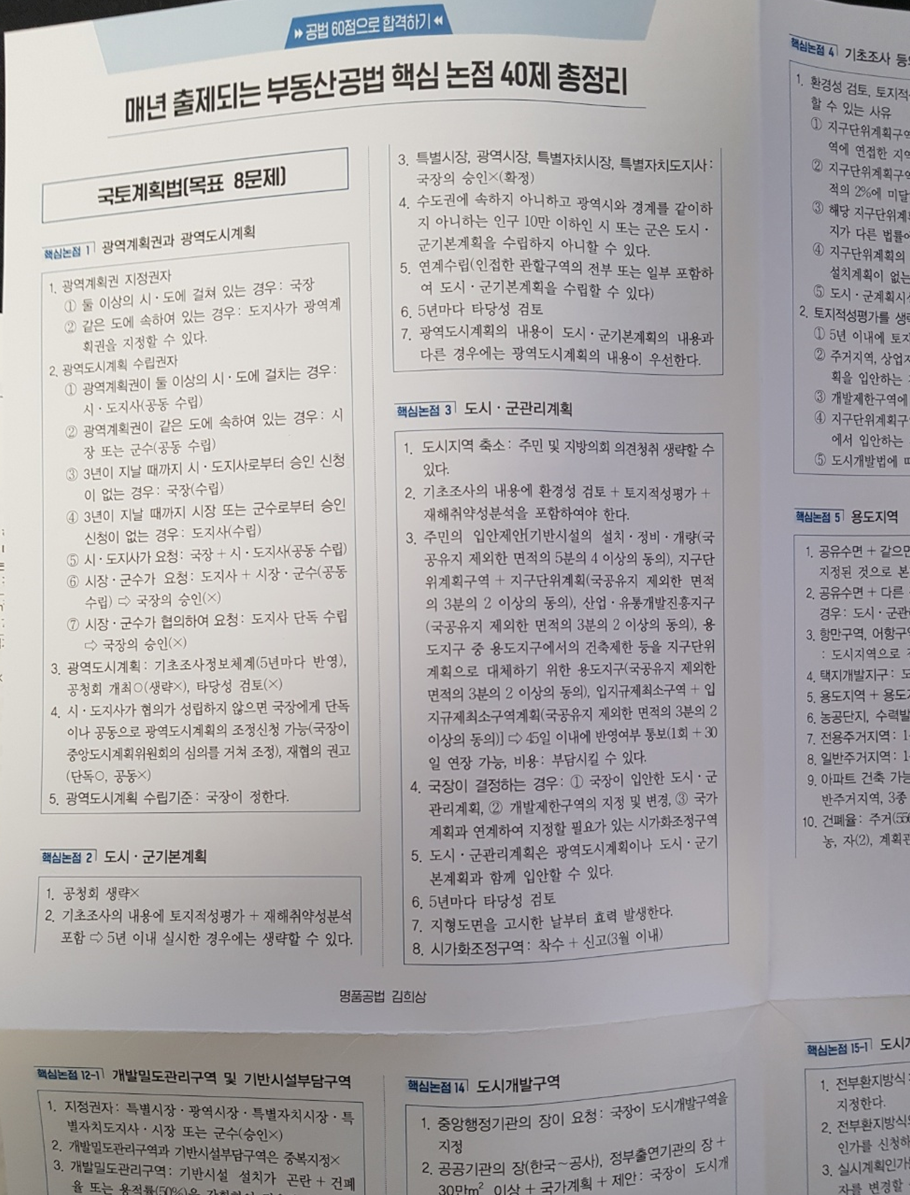 ▸▸ 공법 60점으로 합격하기 ◂◂
매년 출제되는 부동산공법 핵심 논점 40제 총정리
국토계획법(목표 8문제)
핵심논점 1 광역계획권과 광역도시계획
1. 광역계획권 지정권자
① 둘 이상의 시·도에 걸쳐 있는 경우: 국장
② 같은 도에 속하여 있는 경우: 도지사가 광역계
획권을 지정할 수 있다.
2. 광역도시계획 수립권자
① 광역계획권이 둘 이상의 시·도에 걸치는 경우:
시·도지사(공동 수립)
② 광역계획권이 같은 도에 속하여 있는 경우: 시
장 또는 군수(공동 수립)
③ 3년이 지날 때까지 시·도지사로부터 승인 신청
이 없는 경우: 국장(수립)
④ 3년이 지날 때까지 시장 또는 군수로부터 승인
신청이 없는 경우: 도지사(수립)
⑤ 시·도지사가 요청: 국장 + 시·도지사(공동 수립)
⑥ 시장·군수가 요청: 도지사 + 시장·군수(공동
수립) ⇨ 국장의 승인(×)
⑦ 시장·군수가 협의하여 요청: 도지사 단독 수립
⇨ 국장의 승인(×)
3. 광역도시계획: 기초조사정보체계(5년마다 반영),
공청회 개최○(생략×), 타당성 검토(×)
4. 시·도지사가 협의가 성립하지 않으면 국장에게 단독
이나 공동으로 광역도시계획의 조정신청 가능(국장이
중앙도시계획위원회의 심의를 거쳐 조정), 재협의 권고
(단독○, 공동×)
5. 광역도시계획 수립기준: 국장이 정한다.
핵심논점 2 도시·군기본계획
1. 공청회 생략×
2. 기초조사의 내용에 토지적성평가 + 재해취약성분석
포함 ⇨ 5년 이내 실시한 경우에는 생략할 수 있다.
3. 특별시장, 광역시장, 특별자치시장, 특별자치도지사:
국장의 승인×(확정)
4. 수도권에 속하지 아니하고 광역시와 경계를 같이하
지 아니하는 인구 10만 이하인 시 또는 군은 도시·
군기본계획을 수립하지 아니할 수 있다.
5. 연계수립(인접한 관할구역의 전부 또는 일부 포함하
여 도시·군기본계획을 수립할 수 있다)
6. 5년마다 타당성 검토
7. 광역도시계획의 내용이 도시·군기본계획의 내용과
다른 경우에는 광역도시계획의 내용이 우선한다.
핵심논점 3 도시·군관리계획
1. 도시지역 축소: 주민 및 지방의회 의견청취 생략할 수
있다.
2. 기초조사의 내용에 환경성 검토 + 토지적성평가 +
재해취약성분석을 포함하여야 한다.
3. 주민의 입안제안[기반시설의 설치·정비·개량(국
공유지 제외한 면적의 5분의 4 이상의 동의), 지구단
위계획구역 + 지구단위계획(국공유지 제외한 면적
의 3분의 2 이상의 동의), 산업·유통개발진흥지구
(국공유지 제외한 면적의 3분의 2 이상의 동의), 용
도지구 중 용도지구에서의 건축제한 등을 지구단위
계획으로 대체하기 위한 용도지구(국공유지 제외한
면적의 3분의 2 이상의 동의), 입지규제최소구역 + 입
지규제최소구역계획(국공유지 제외한 면적의 3분의 2
이상의 동의)] ⇨ 45일 이내에 반영여부 통보(1회 + 30
일 연장 가능, 비용: 부담시킬 수 있다.
4. 국장이 결정하는 경우: ① 국장이 입안한 도시·군
관리계획, ② 개발제한구역의 지정 및 변경, ③ 국가
계획과 연계하여 지정할 필요가 있는 시가화조정구역
5. 도시·군관리계획은 광역도시계획이나 도시·군기
본계획과 함께 입안할 수 있다.
6. 5년마다 타당성 검토
7. 지형도면을 고시한 날부터 효력 발생한다.
8. 시가화조정구역: 착수 + 신고(3월 이내)
핵심논점 4 기초조사 등
1. 환경성 검토, 토지적
할 수 있는 사유
① 지구단위계획구
역에 연접한 지
② 지구단위계획구
적의 2%에 미달
③ 해당 지구단위계
지가 다른 법률에
④ 지구단위계획의
설치계획이 없는
⑤ 도시·군계획시
2. 토지적성평가를 생
① 5년 이내에 토지
② 주거지역, 상업지
획을 입안하는
③ 개발제한구역에
④ 지구단위계획구
에서 입안하는
⑤ 도시개발법에
핵심논점 5 용도지역
1. 공유수면 + 같으면
지정된 것으로 본
2. 공유수면 + 다른
경우: 도시·군관
3. 항만구역, 어항구
: 도시지역으로
4. 택지개발지구: 도
5. 용도지역 + 용도지
6. 농공단지, 수력발
7. 전용주거지역: 1
8. 일반주거지역: 1
9. 아파트 건축 가능
반주거지역, 3종
10. 건폐율: 주거(556
농, 자(2), 계획관
명품공법 김희상
핵심논점 12-1 개발밀도관리구역 및 기반시설부담구역
1. 지정권자: 특별시장·광역시장·특별자치시장·특
별자치도지사·시장 또는 군수(승인×)
2. 개발밀도관리구역과 기반시설부담구역은 중복지정×
3. 개발밀도관리구역: 기반시설 설치가 곤란 + 건폐
율 또는 용적률(50%)을
핵심논점 14 도시개발구역
1. 중앙행정기관의 장이 요청: 국장이 도시개발구역을
지정
2. 공공기관의 장(한국~공사), 정부출연기관의 장 +
30만㎡ 이상 + 국가계획 + 제안: 국장이 도시개
핵심논점 15-1 도시개
1. 전부환지방식
지정한다.
2. 전부환지방식의
인가를 신청하
3. 실시계획인가
자를 변경할